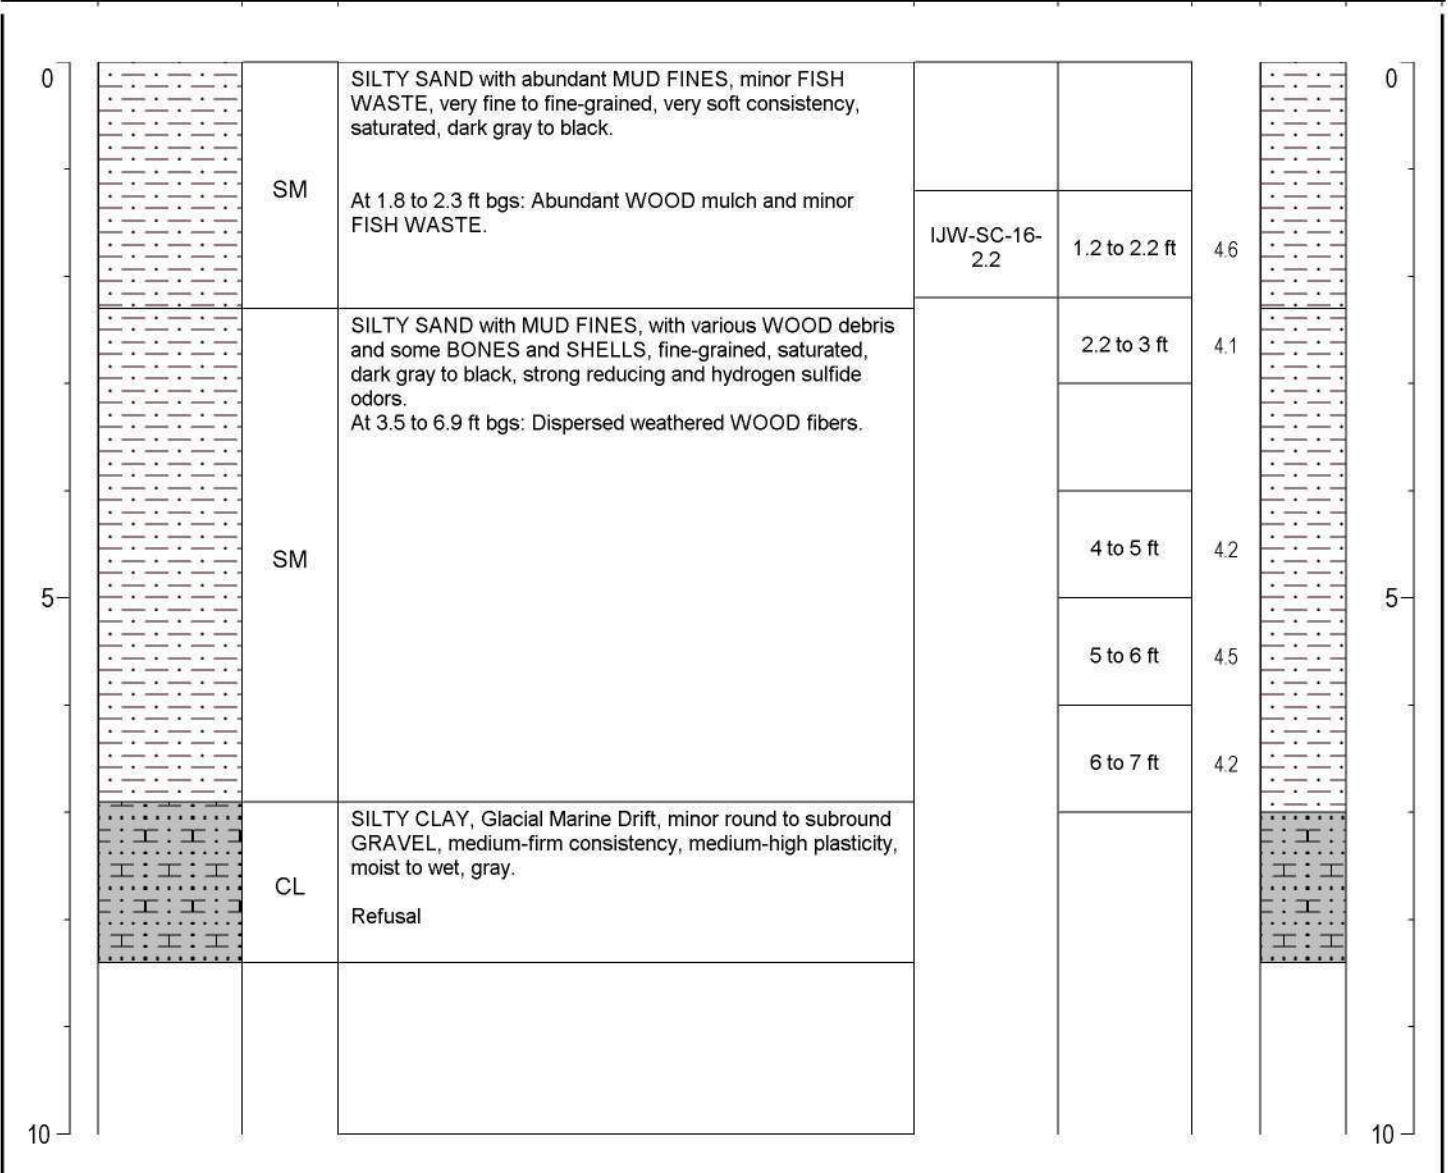 0
SILTY SAND with abundant MUD FINES, minor FISH
WASTE, very fine to fine-grained, very soft consistency,
saturated, dark gray to black.
0
SM
At 1.8 to 2.3 ft bgs: Abundant WOOD mulch and minor
FISH WASTE.
IJW-SC-16-
2.2
1.2 to 2.2 ft
4.6
SILTY SAND with MUD FINES, with various WOOD debris
and some BONES and SHELLS, fine-grained, saturated,
dark gray to black, strong reducing and hydrogen sulfide
odors.
At 3.5 to 6.9 ft bgs: Dispersed weathered WOOD fibers.
2.2 to 3 ft
4.1
SM
4 to 5 ft
4.2
5
5
5 to 6 ft
4.5
6 to 7 ft
4.2
SILTY CLAY, Glacial Marine Drift, minor round to subround
GRAVEL, medium-firm consistency, medium-high plasticity,
moist to wet, gray.
CL
Refusal
10
10